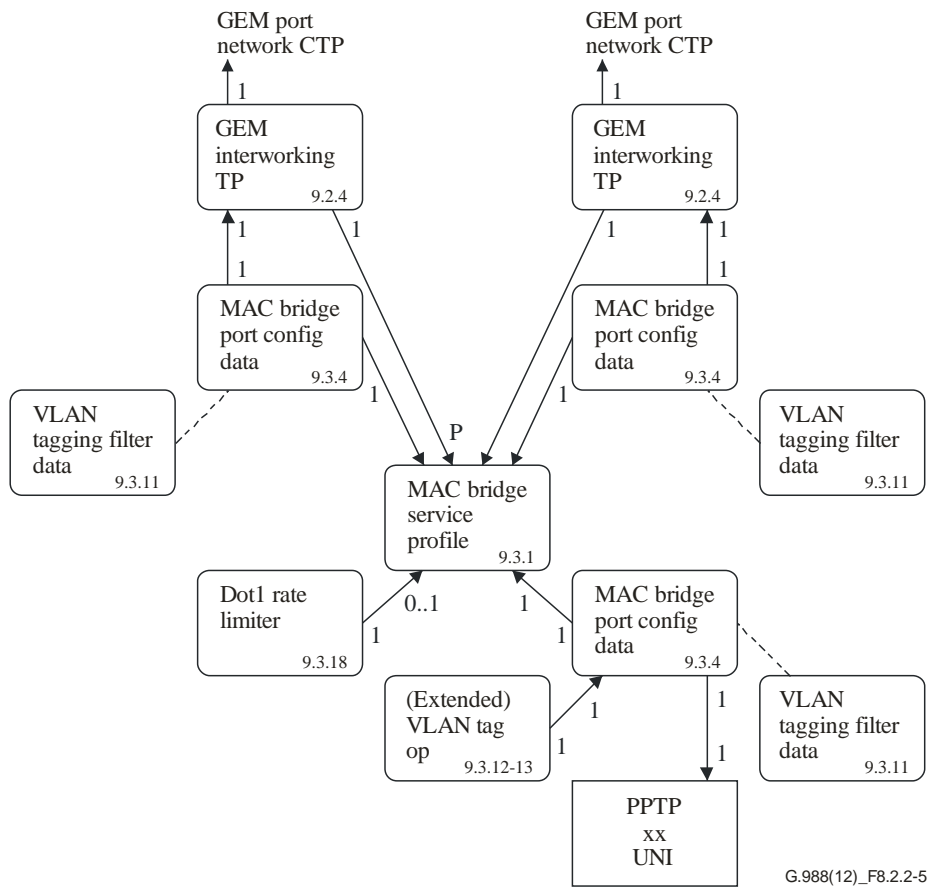 GEM port
network CTP
GEM port
network CTP
1
1
GEM
interworking
TP
9.2.4
GEM
interworking
TP
9.2.4
1
1
1
1
1
1
MAC bridge
port config
data
9.3.4
MAC bridge
port config
data
9.3.4
1
1
VLAN
tagging filter
data
9.3.11
P
VLAN
tagging filter
data
9.3.11
MAC bridge
service
profile
9.3.1
Dot1 rate
limiter
9.3.18
0..1
1
1
1
MAC bridge
port config
data
9.3.4
(Extended)
VLAN tag
op
9.3.12-13
1
1
1
1
VLAN
tagging filter
data
9.3.11
PPTP
xx
UNI
G.988(12)_F8.2.2-5